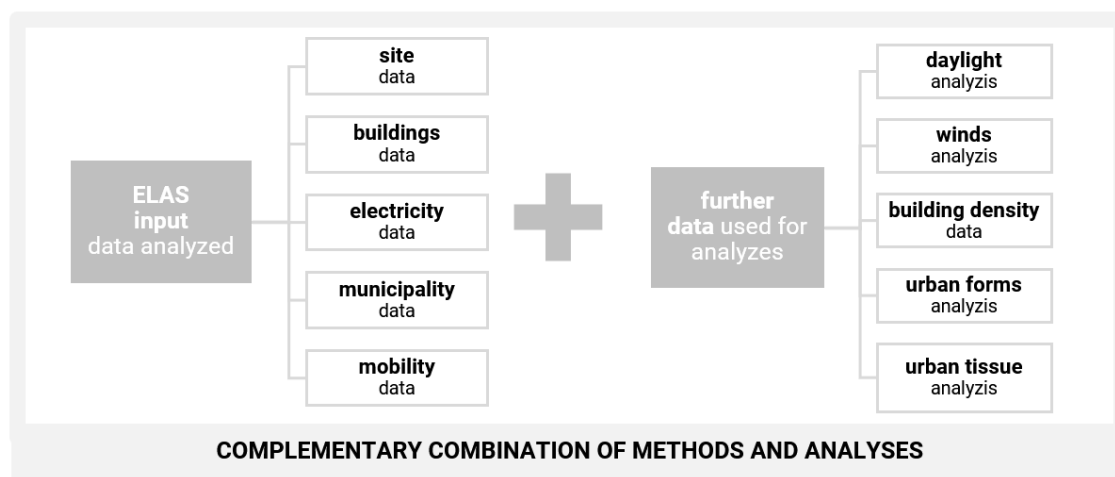 ELAS
input
data analyzed
site
data
buildings
data
electricity
data
municipality
data
mobility
data
further
data used for
analyzes
daylight
analyzis
winds
analyzis
building density
data
urban forms
analyzis
urban tissue
analyzis
COMPLEMENTARY COMBINATION OF METHODS AND ANALYSES